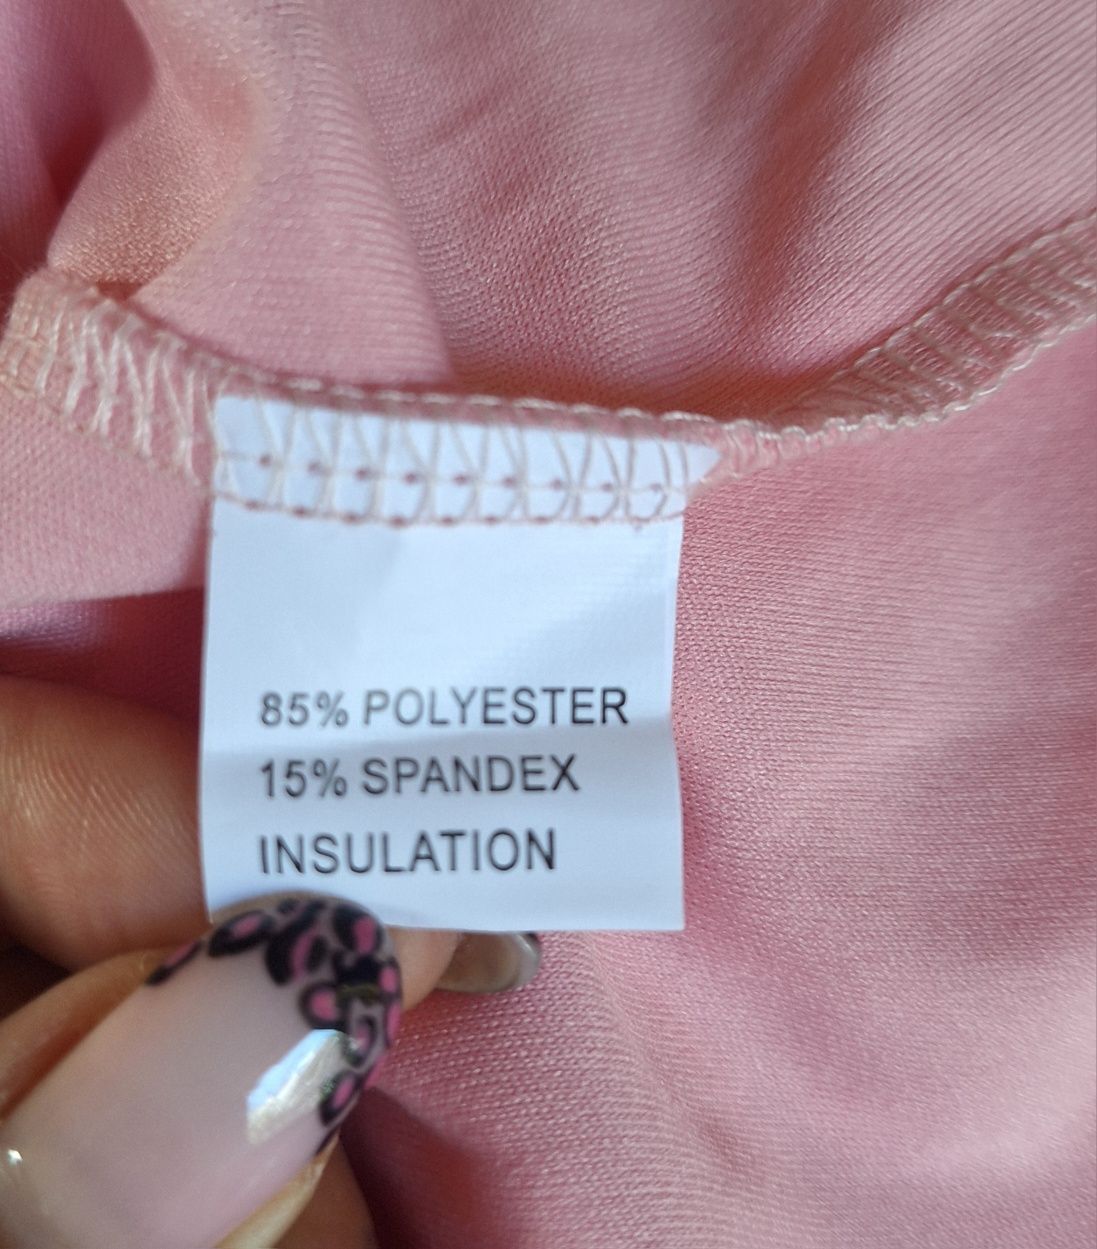 85% POLYESTER
15% SPANDEX
INSULATION